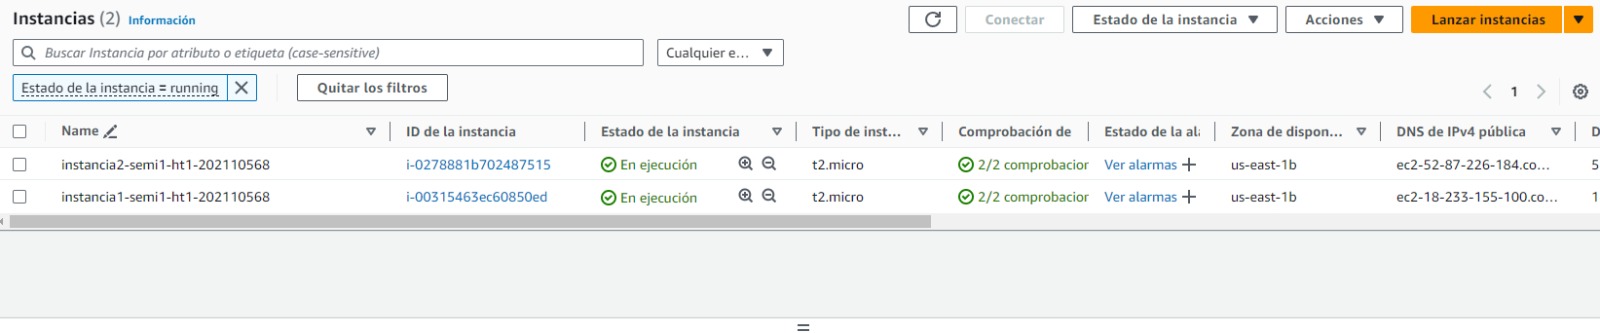 Instancias (2) Información
Conectar
Estado de la instancia
Acciones
Lanzar instancias
Buscar Instancia por atributo o etiqueta (case-sensitive)
Cualquier e...
Estado de la instancia = running
Quitar los filtros
1
Name ID de la instancia Estado de la instancia Tipo de inst... Comprobación de Estado de la ala Zona de dispon... DNS de IPv4 pública D
instancia2-semi1-ht1-202110568 i-0278881b702487515 En ejecución t2.micro 2/2 comprobacior Ver alarmas us-east-1b ec2-52-87-226-184.co... 5
instancia1-semi1-ht1-202110568 i-00315463ec60850ed En ejecución t2.micro 2/2 comprobacior Ver alarmas us-east-1b ec2-18-233-155-100.co... 1